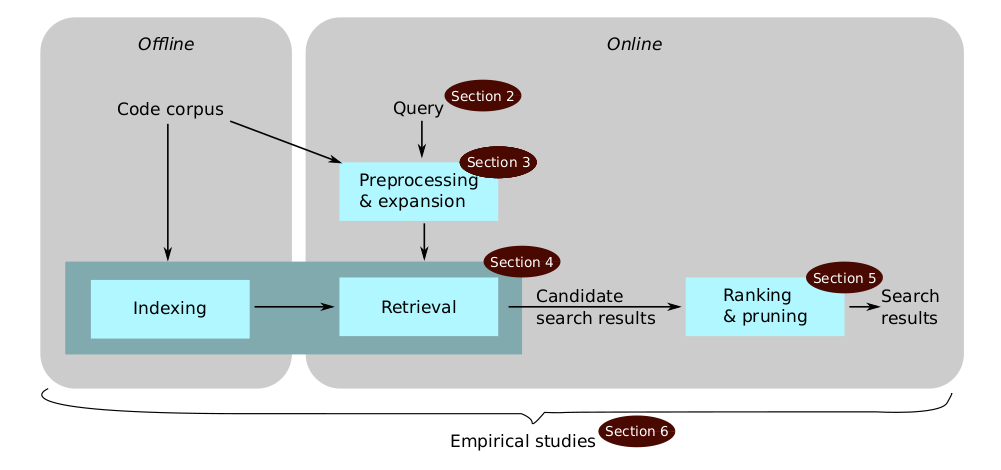 Offline
Online
Code corpus
Query
Section 2
Section 3
Preprocessing
& expansion
Section 4
Indexing
Retrieval
Candidate
search results
Section 5
Ranking
& pruning
Search
results
Empirical studies
Section 6